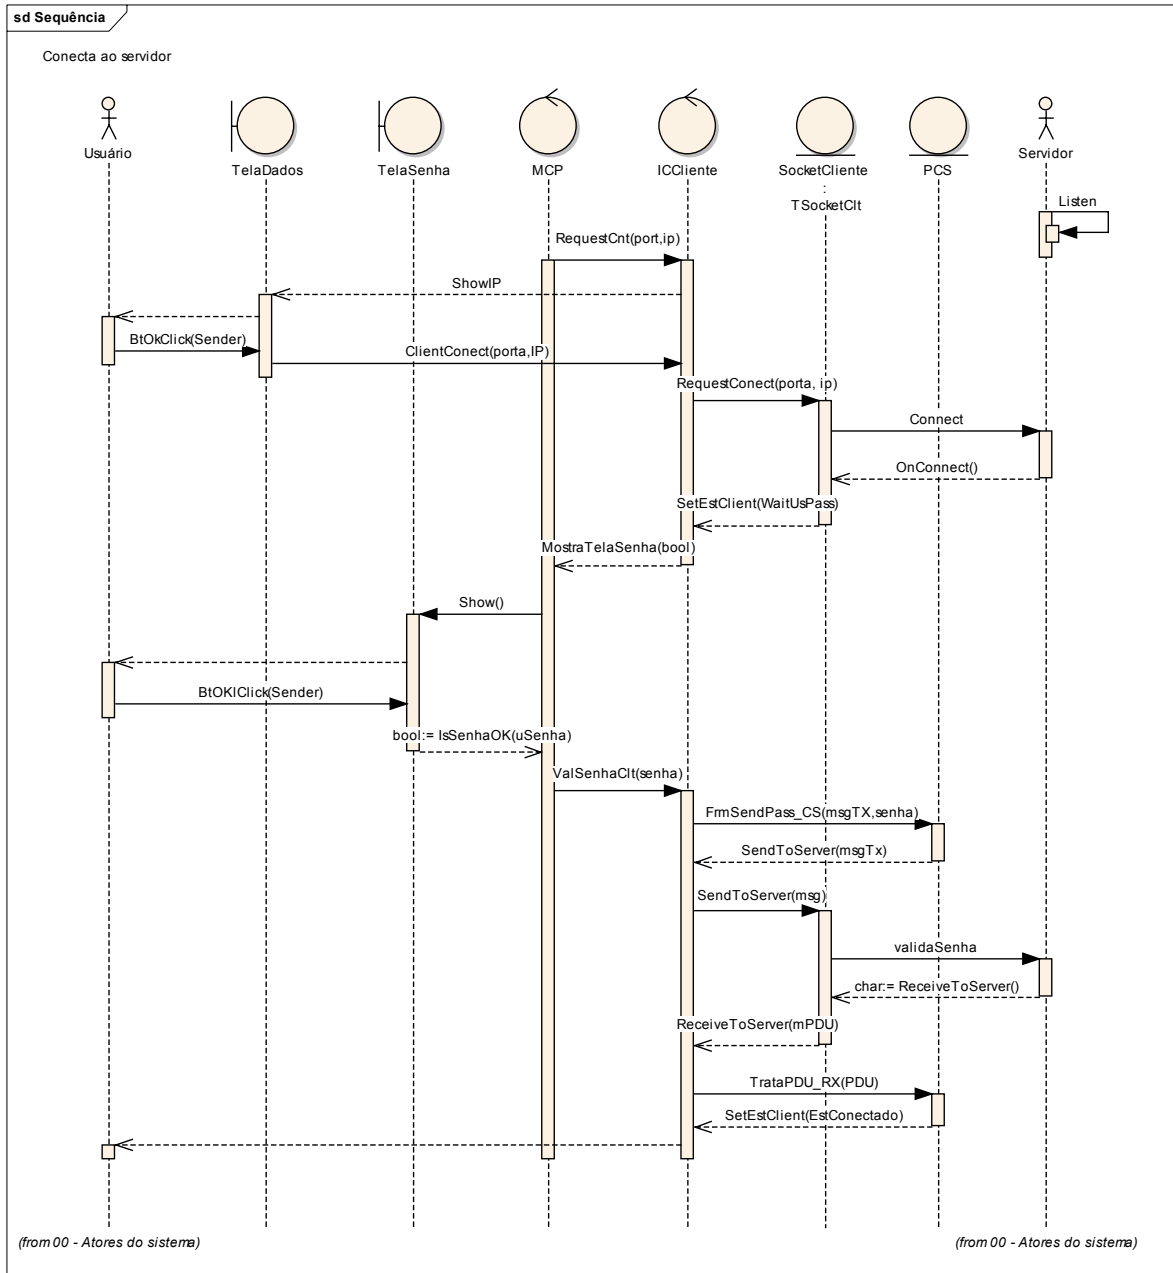 sd Sequência
Conecta ao servidor
Usuário
TelaDados
TelaSenha
MCP
ICCliente
SocketCliente
:
TSocketClt
PCS
Servidor
Listen
RequestCnt(port,ip)
ShowIP
BtOkClick(Sender)
ClientConect(porta,IP)
RequestConect(porta, ip)
Connect
OnConnect()
SetEstClient(WaitUsPass)
MostraTelaSenha(bool)
Show()
BtOKlClick(Sender)
bool:= IsSenhaOK(uSenha)
ValSenhaClt(senha)
FrmSendPass_CS(msgTX,senha)
SendToServer(msgTx)
SendToServer(msg)
validaSenha
char:= ReceiveToServer()
ReceiveToServer(mPDU)
TrataPDU_RX(PDU)
SetEstClient(EstConectado)
(from 00 - Atores do sistema)
(from 00 - Atores do sistema)